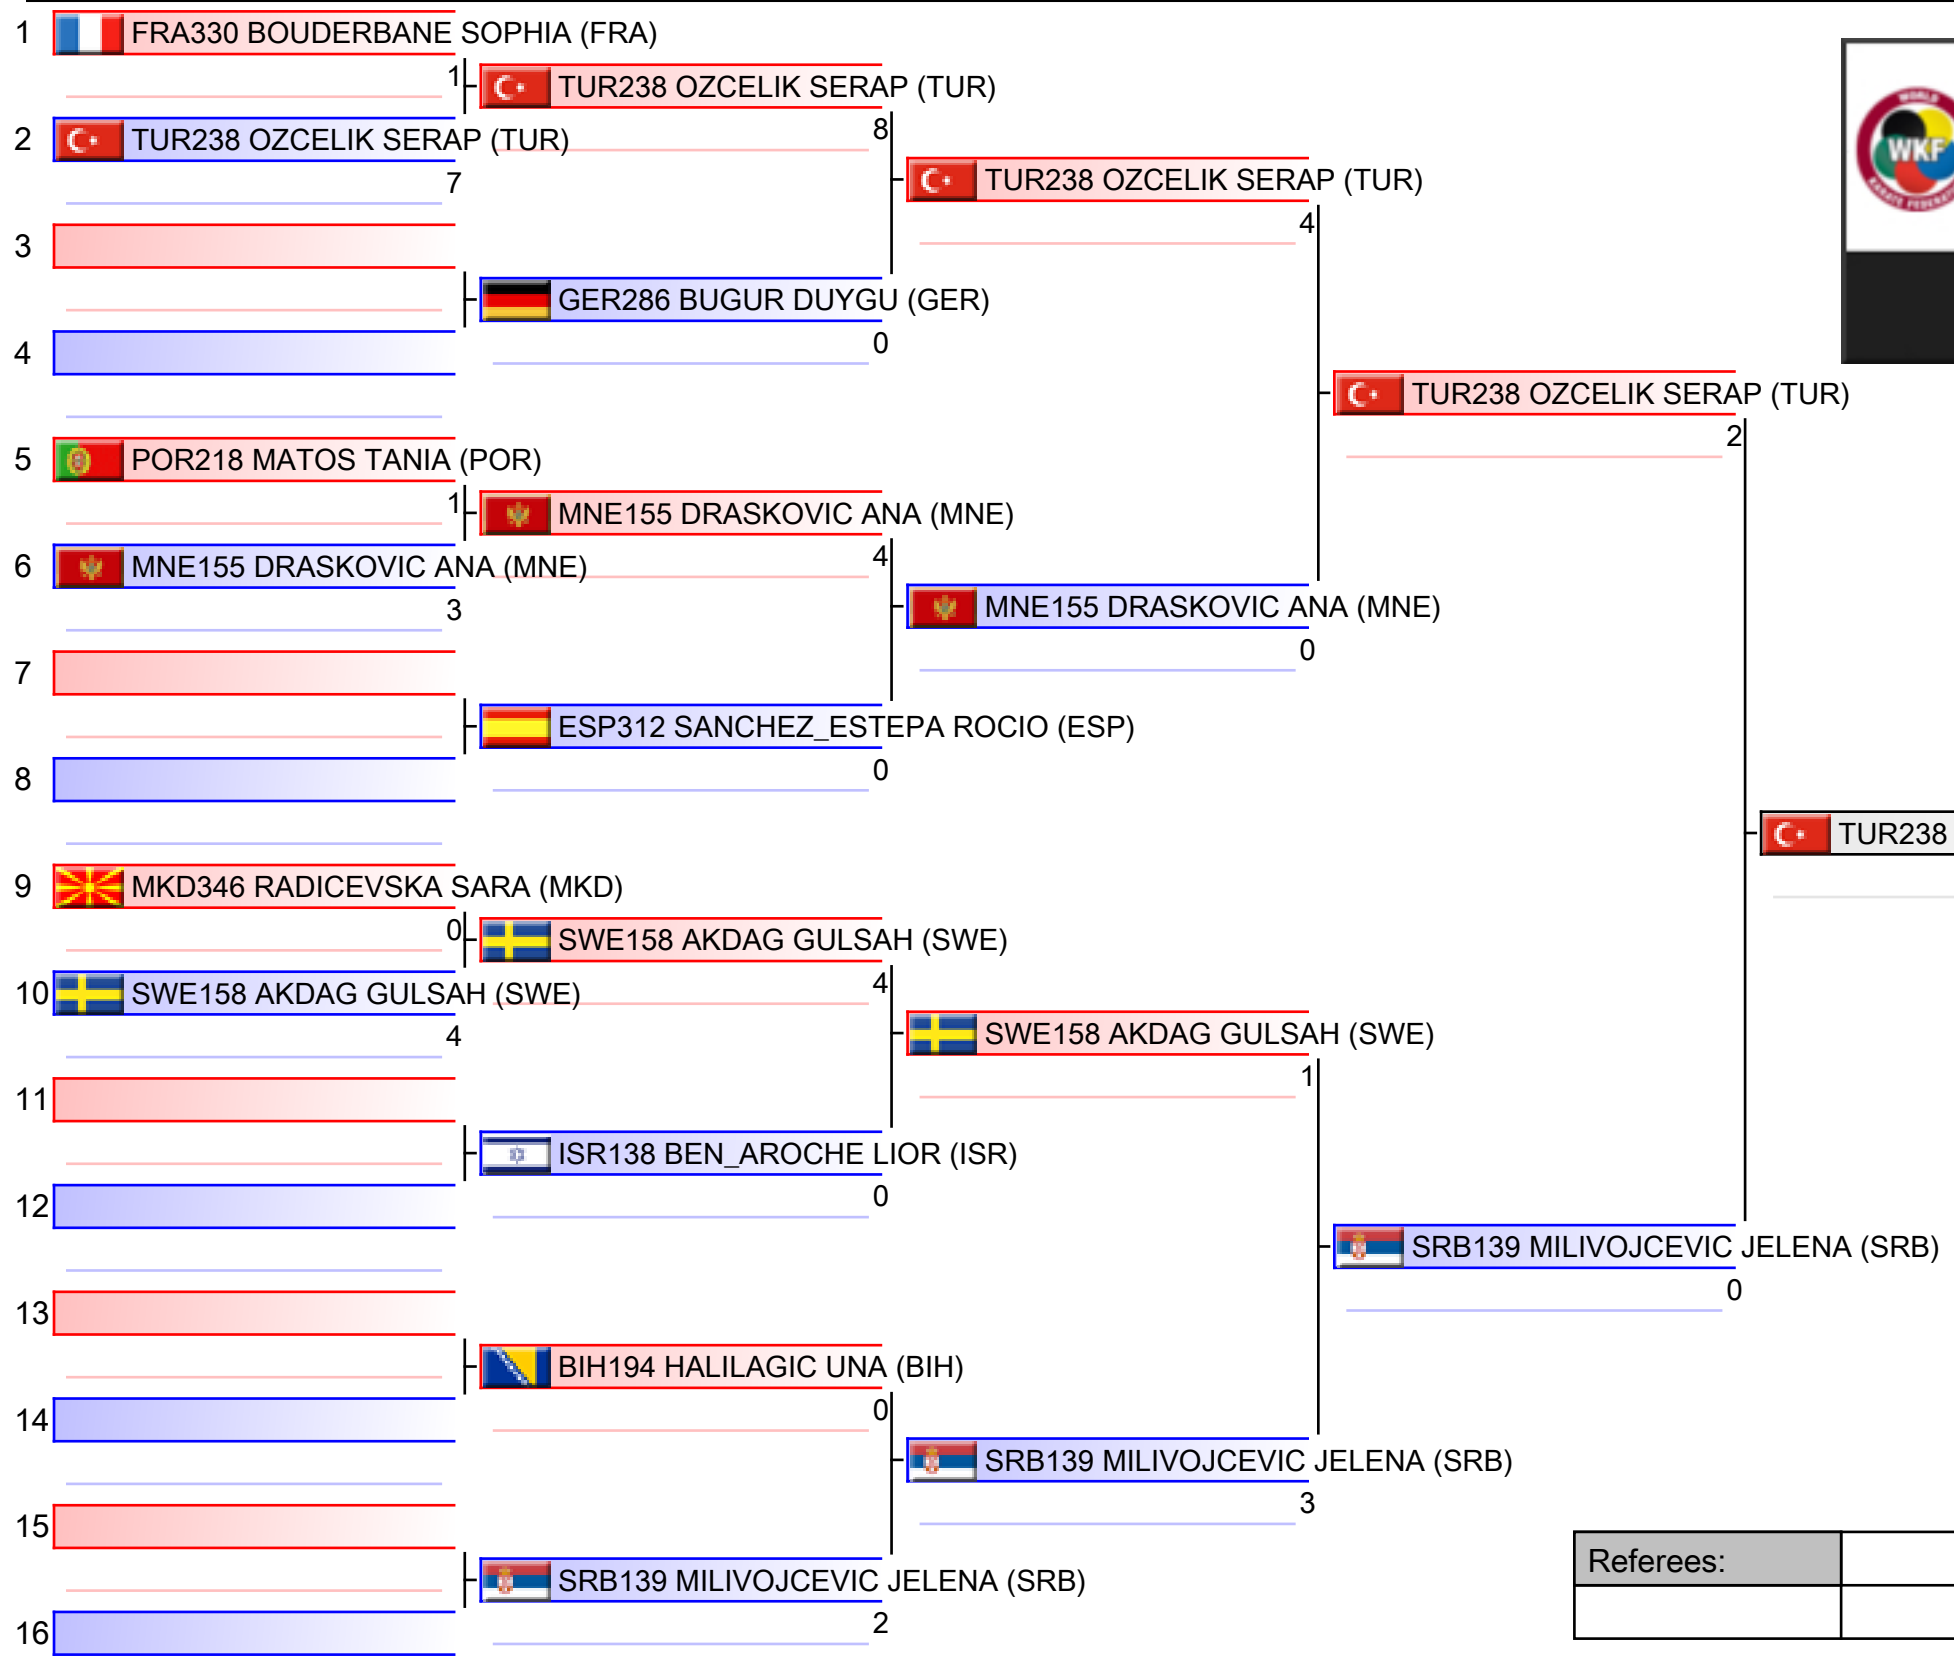 1 FRA330 BOUDERBANE SOPHIA (FRA)
1
TUR238 OZCELIK SERAP (TUR)
8
2 TUR238 OZCELIK SERAP (TUR)
7
TUR238 OZCELIK SERAP (TUR)
4
3
GER286 BUGUR DUYGU (GER)
0
4
TUR238 OZCELIK SERAP (TUR)
2
5 POR218 MATOS TANIA (POR)
1
MNE155 DRASKOVIC ANA (MNE)
4
6 MNE155 DRASKOVIC ANA (MNE)
3
MNE155 DRASKOVIC ANA (MNE)
0
7
ESP312 SANCHEZ_ESTEPA ROCIO (ESP)
0
8
TUR238
9 MKD346 RADICEVSKA SARA (MKD)
0
SWE158 AKDAG GULSAH (SWE)
4
10 SWE158 AKDAG GULSAH (SWE)
4
SWE158 AKDAG GULSAH (SWE)
1
11
ISR138 BEN_AROCHE LIOR (ISR)
0
12
SRB139 MILIVOJCEVIC JELENA (SRB)
0
13
BIH194 HALILAGIC UNA (BIH)
0
14
SRB139 MILIVOJCEVIC JELENA (SRB)
3
15
SRB139 MILIVOJCEVIC JELENA (SRB)
2
16
WORLD
WKF
KARATE
Referees: